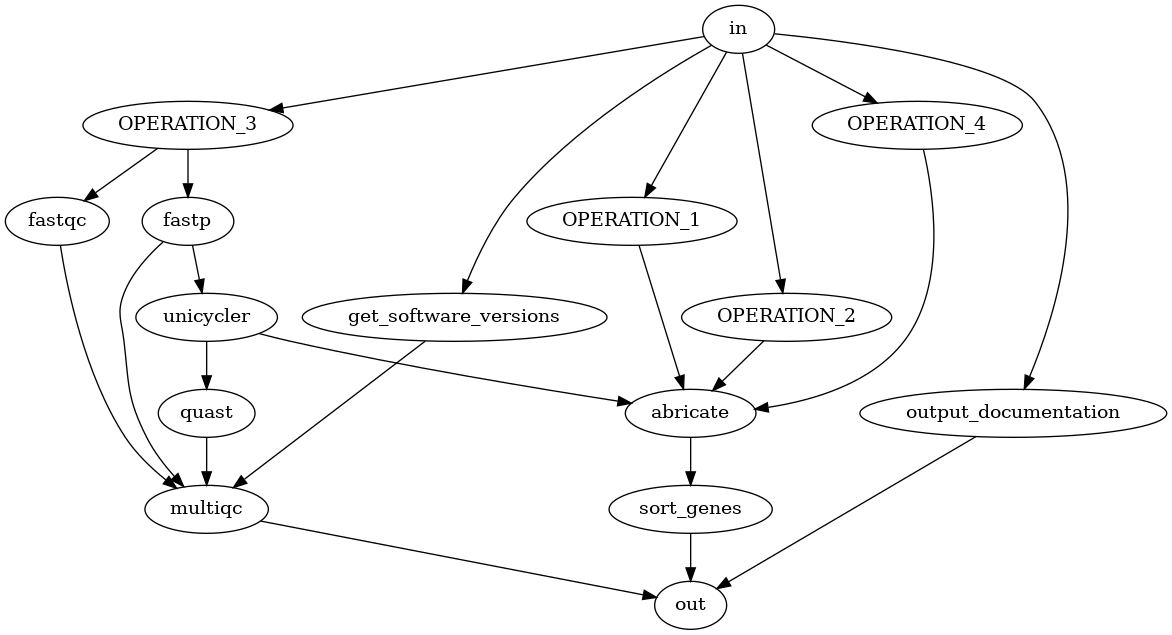 in
OPERATION_3
OPERATION_4
fastqc
fastp
OPERATION_1
unicycler
get_software_versions
OPERATION_2
quast
abricate
output_documentation
multiqc
sort_genes
out